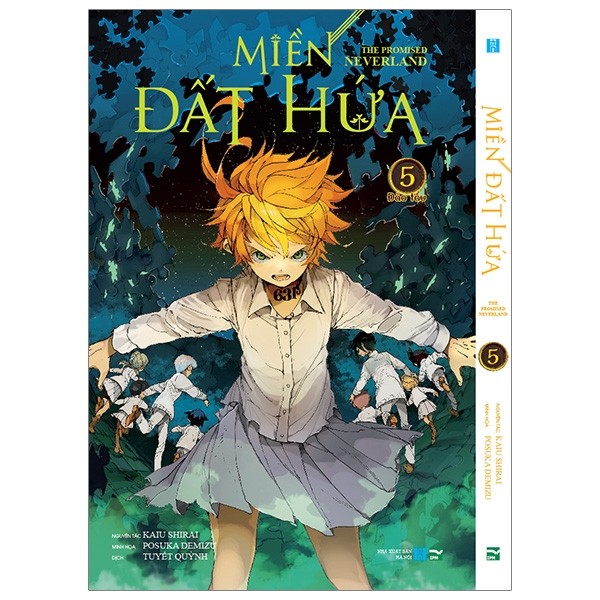 MIỀN
THE PROMISED
NEVERLAND
ĐẤT HỨA
5
Đào tẩu
63194
NGUYÊN TÁC: KAIU SHIRAI
MINH HỌA: POSUKA DEMIZU
DỊCH: TUYẾT QUỲNH
NHÀ XUẤT BẢN
HÀ NỘI
IPM
MIỀN ĐẤT HỨA
THE
PROMISED
NEVERLAND
5
NGUYÊN TÁC: KAIU SHIRAI
MINH HỌA: POSUKA DEMIZU
IPM